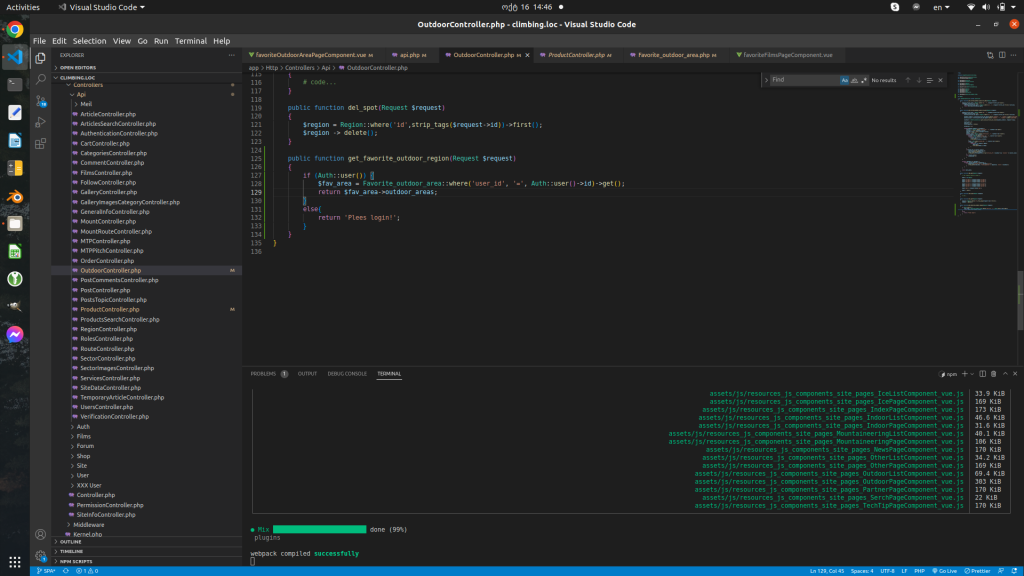 Activities
Visual Studio Code
ოქტ 16 14:46
en
OutdoorController.php - climbing.loc - Visual Studio Code
File Edit Selection View Go Run Terminal Help
EXPLORER
OPEN EDITORS
CLIMBING.LOC
Controllers
Api
Meil
ArticleController.php
ArticlesSearchController.php
AuthenticationController.php
CartController.php
CategoriesController.php
CommentController.php
FilmsController.php
FollowController.php
GalleryController.php
GalleryImagesCategoryController.php
GeneralInfoController.php
MountController.php
MountRouteController.php
MTPController.php
MTPPitchController.php
OrderController.php
OutdoorController.php M
PostCommentsController.php
PostController.php
PostsTopicController.php
ProductController.php M
ProductsSearchController.php
RegionController.php
RolesController.php
RouteController.php
SectorController.php
SectorImagesController.php
ServicesController.php
SiteDataController.php
TemporaryArticleController.php
UsersController.php
VerificationController.php
Auth
Films
Forum
Shop
Site
User
XXX User
Controller.php
PermissionController.php
SiteInfoController.php
Middleware
Kernel.php
OUTLINE
TIMELINE
NPM SCRIPTS
favoriteOutdoorAreasPageComponent.vue M
api.php M
OutdoorController.php M
ProductController.php M
Favorite_outdoor_area.php M
favoriteFilmsPageComponent.vue
app > Http > Controllers > Api > OutdoorController.php
Find
Aa
No results
115 {
116 # code...
117 }
118
119 public function del_spot(Request $request)
120 {
121 $region = Region::where('id',strip_tags($request->id))->first();
122 $region -> delete();
123 }
124
125 public function get_faworite_outdoor_region(Request $request)
126 {
127 if (Auth::user()) {
128 $fav_area = Favorite_outdoor_area::where('user_id', '=', Auth::user()->id)->get();
129 return $fav_area->outdoor_areas;
130 }
131 else{
132 return 'Plees login!';
133 }
134 }
135 }
136
PROBLEMS 1 OUTPUT DEBUG CONSOLE TERMINAL
npm
assets/js/resources_js_components_site_pages_IceListPageComponent_vue.js 33.9 KiB
assets/js/resources_js_components_site_pages_IcePageComponent_vue.js 169 KiB
assets/js/resources_js_components_site_pages_IndexPageComponent_vue.js 173 KiB
assets/js/resources_js_components_site_pages_IndoorListPageComponent_vue.js 46.6 KiB
assets/js/resources_js_components_site_pages_IndoorPageComponent_vue.js 31.6 KiB
assets/js/resources_js_components_site_pages_MountaineeringListPageComponent_vue.js 40.1 KiB
assets/js/resources_js_components_site_pages_MountaineeringPageComponent_vue.js 106 KiB
assets/js/resources_js_components_site_pages_NewsPageComponent_vue.js 170 KiB
assets/js/resources_js_components_site_pages_OtherListPageComponent_vue.js 34.2 KiB
assets/js/resources_js_components_site_pages_OtherPageComponent_vue.js 169 KiB
assets/js/resources_js_components_site_pages_OutdoorListPageComponent_vue.js 69.4 KiB
assets/js/resources_js_components_site_pages_OutdoorPageComponent_vue.js 303 KiB
assets/js/resources_js_components_site_pages_PartnerPageComponent_vue.js 170 KiB
assets/js/resources_js_components_site_pages_SerchPageComponent_vue.js 22 KiB
assets/js/resources_js_components_site_pages_TechTipPageComponent_vue.js 170 KiB
Mix done (99%)
plugins
webpack compiled successfully
SPA* 1 0
Ln 129, Col 45 Spaces: 4 UTF-8 LF PHP Go Live Prettier